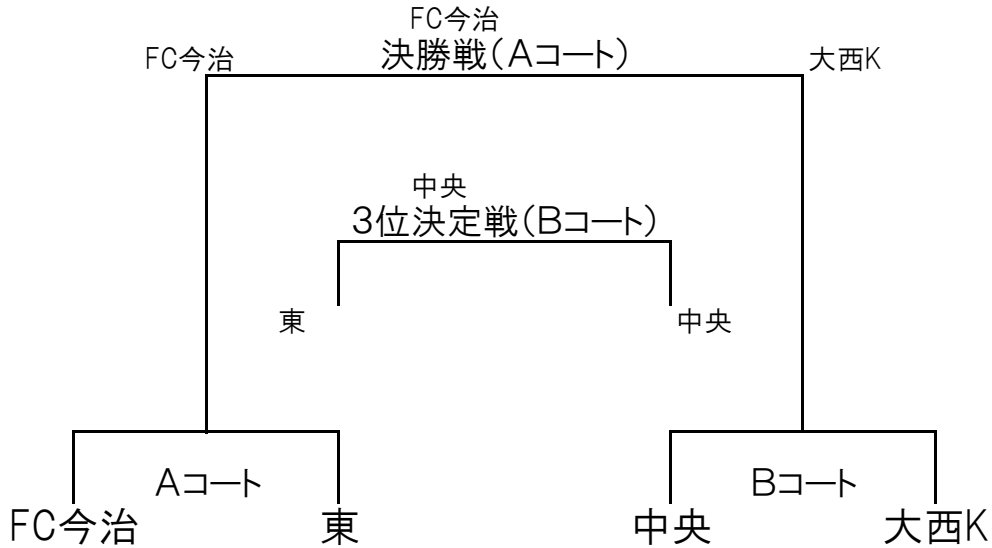 FC今治
FC今治 決勝戦(Aコート) 大西K
中央
3位決定戦(Bコート)
東 中央
Aコート Bコート
FC今治 東 中央 大西K